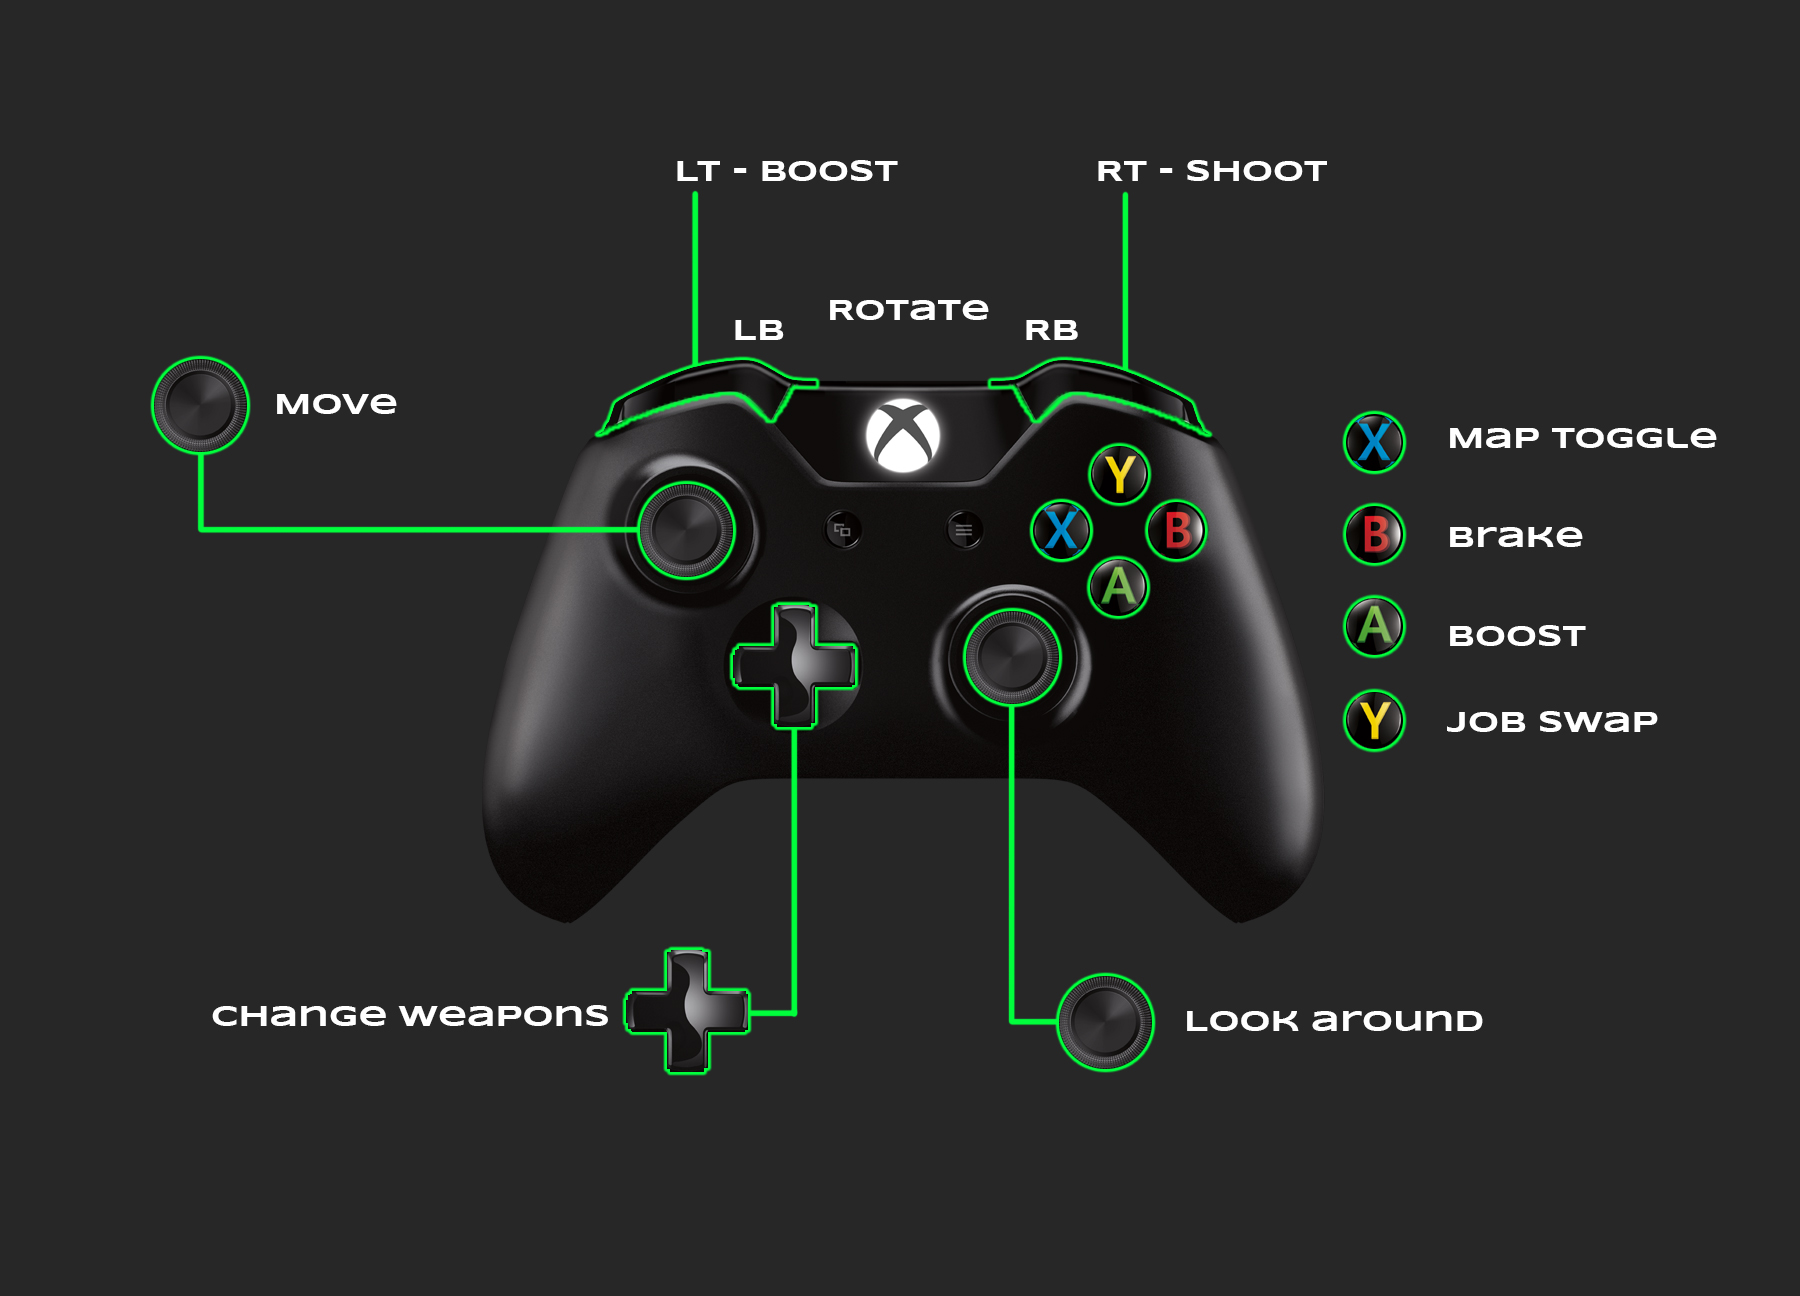 LT - BOOST
RT - SHOOT
ROTaTe
LB
RB
MOVe
Y
X
B
A
X
MaP TOGGLe
B
BraKe
A
BOOST
Y
JOB SWaP
CHanGe WeaPOnS
LOOK arOUnD